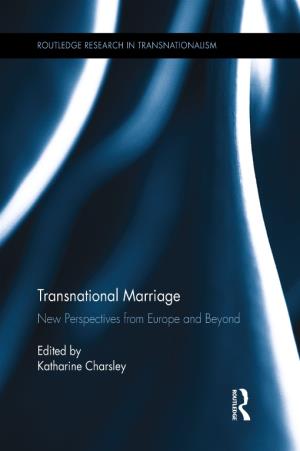 ROUTLEDGE RESEARCH IN TRANSNATIONALISM
Transnational Marriage
New Perspectives from Europe and Beyond
Edited by
Katharine Charsley
ROUTLEDGE